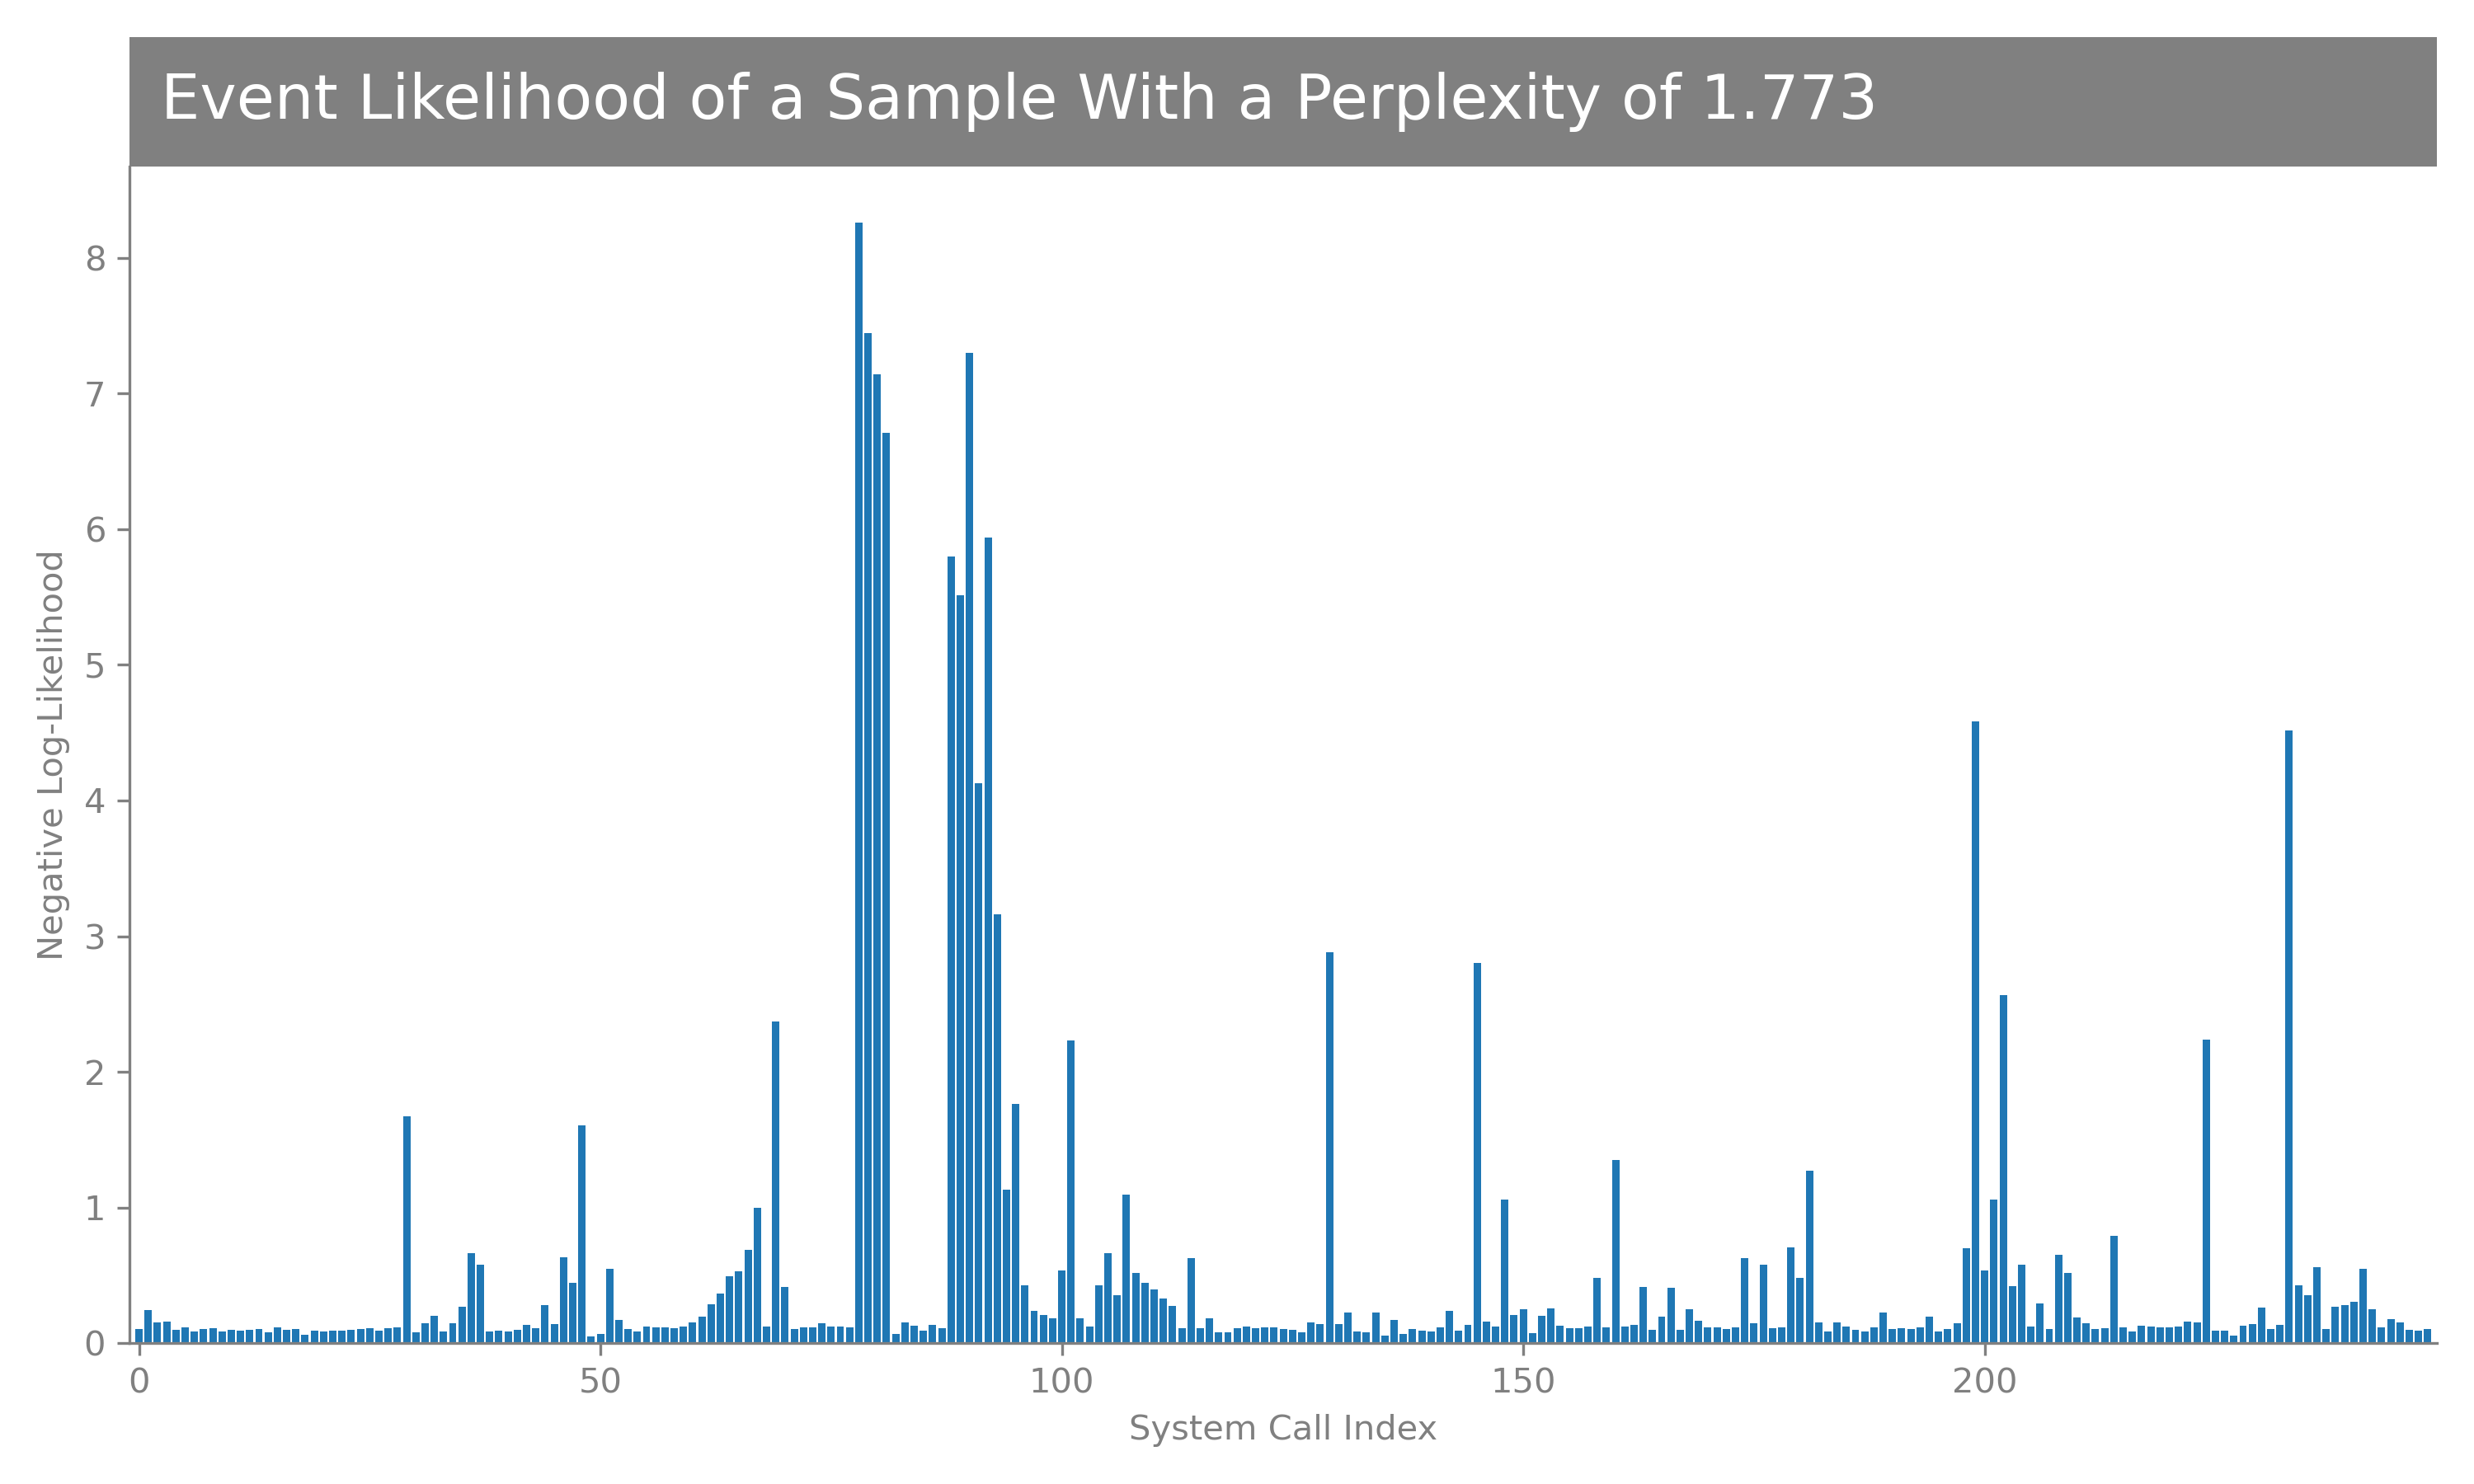 Event Likelihood of a Sample With a Perplexity of 1.773
8
7
6
5
4
3
2
1
0
Negative Log-Likelihood
0 50 100 150 200
System Call Index